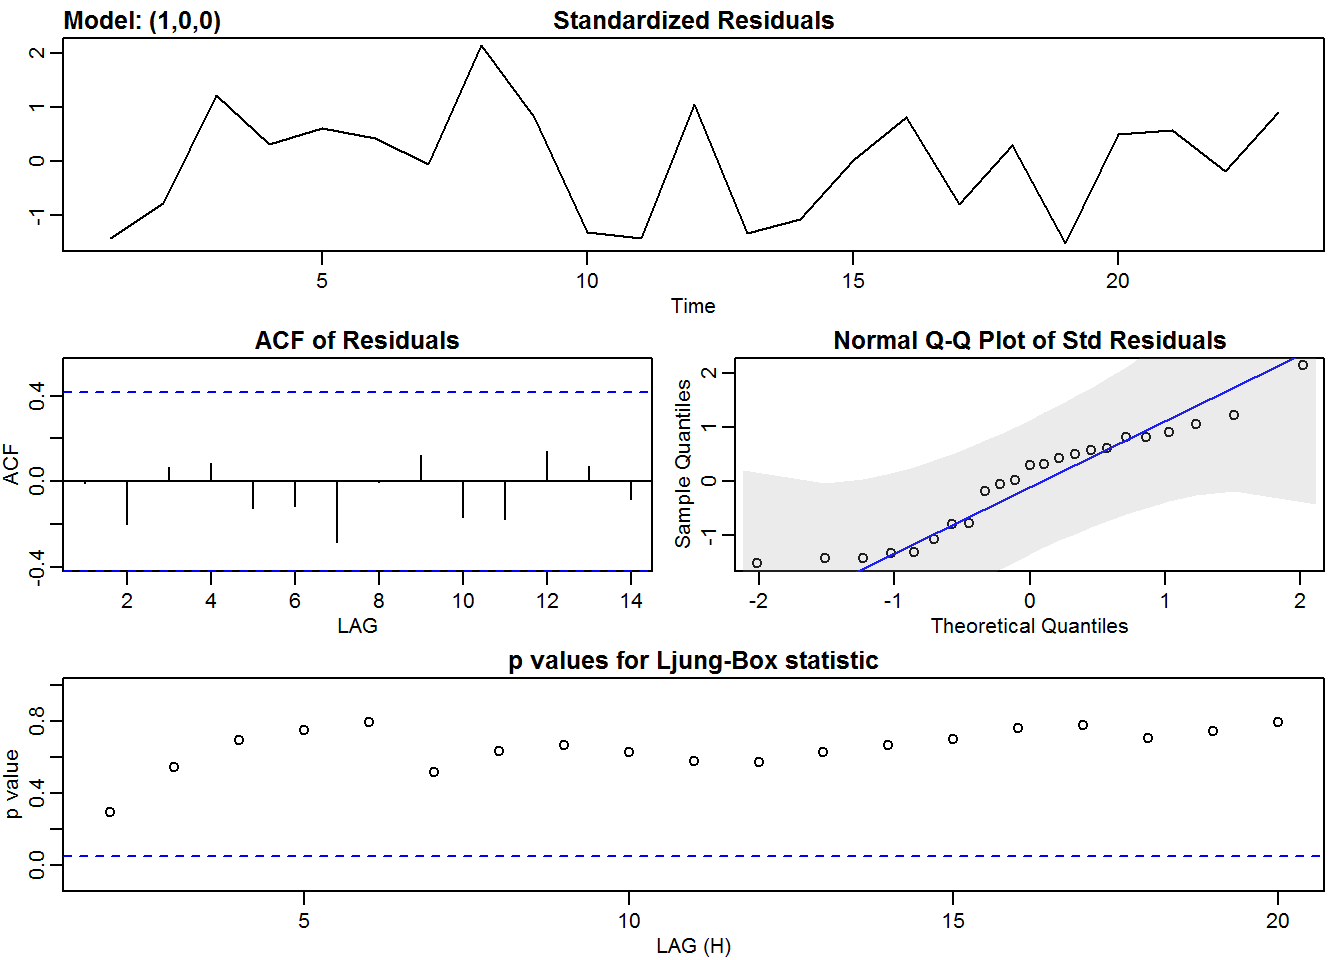 Model: (1,0,0) Standardized Residuals
2
1
0
-1
5 10 15 20
Time
ACF of Residuals
ACF
0.4
0.0
-0.4
2 4 6 8 10 12 14
LAG
Normal Q-Q Plot of Std Residuals
Sample Quantiles
2
1
0
-1
-2 -1 0 1 2
Theoretical Quantiles
p values for Ljung-Box statistic
p value
0.8
0.4
0.0
5 10 15 20
LAG (H)